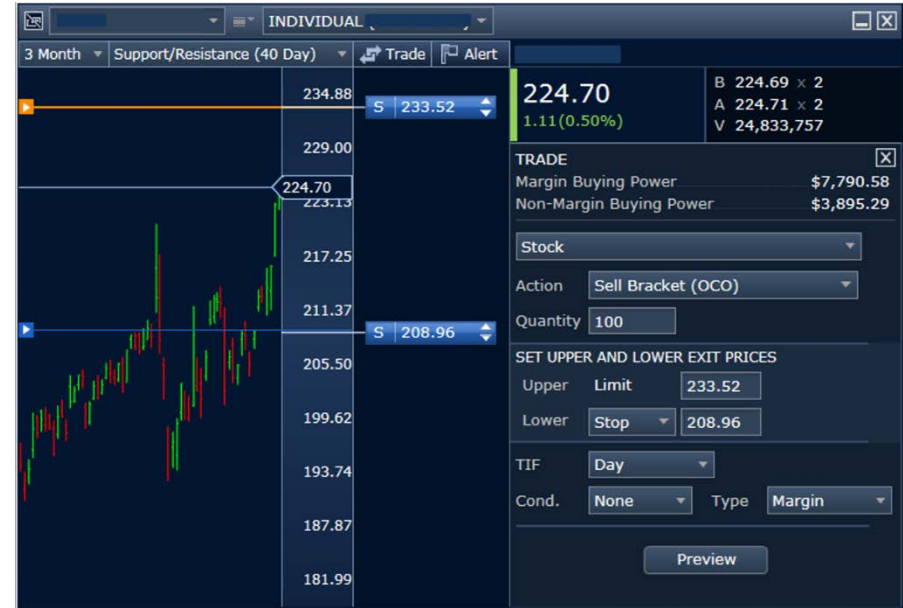 INDIVIDUAL
3 Month Support/Resistance (40 Day) Trade Alert
234.88
S 233.52
229.00
224.70
223.13
217.25
211.37
S 208.96
205.50
199.62
193.74
187.87
181.99
224.70
1.11(0.50%)
B 224.69 x 2
A 224.71 x 2
V 24,833,757
TRADE
Margin Buying Power $7,790.58
Non-Margin Buying Power $3,895.29
Stock
Action Sell Bracket (OCO)
Quantity 100
SET UPPER AND LOWER EXIT PRICES
Upper Limit 233.52
Lower Stop 208.96
TIF Day
Cond. None Type Margin
Preview